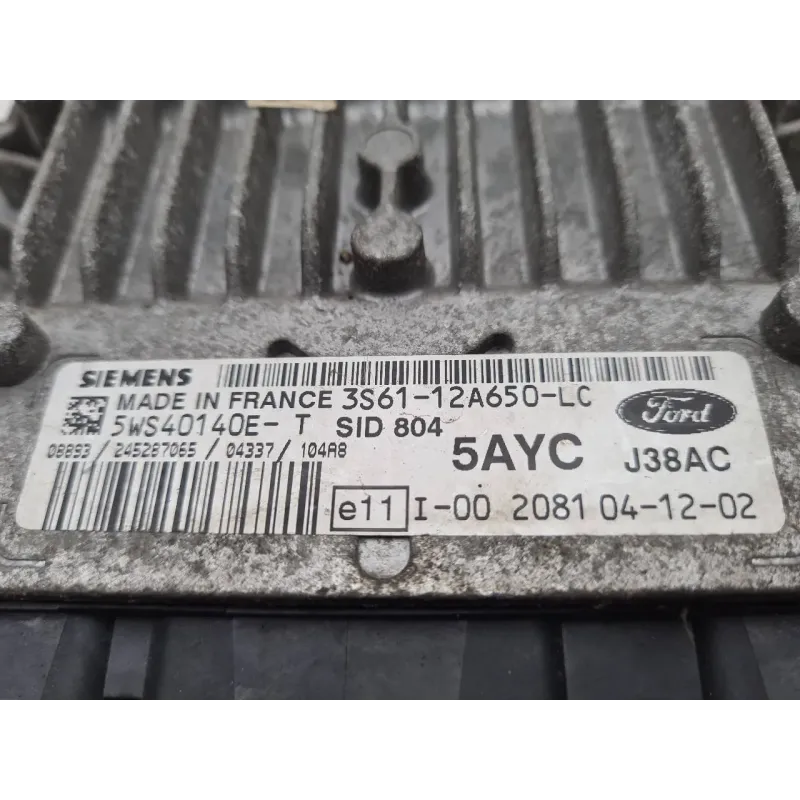 SIEMENS
MADE IN FRANCE 3S61-12A650-LC
5WS40140E- T SID 804
08893/245287065/04337/104A8
5AYC J38AC
Ford
e11 I-00 2081 04-12-02